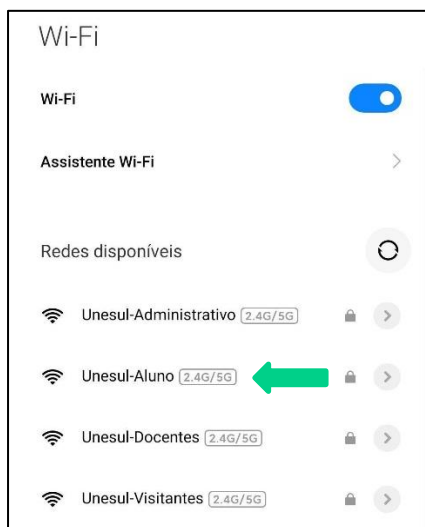 Wi-Fi
Wi-Fi
Assistente Wi-Fi
Redes disponíveis
Unesul-Administrativo 2.4G/5G
Unesul-Aluno 2.4G/5G
Unesul-Docentes 2.4G/5G
Unesul-Visitantes 2.4G/5G